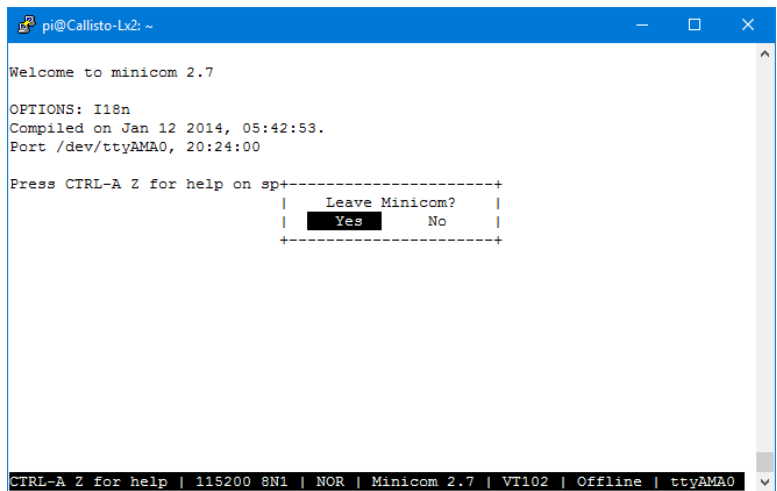 pi@Callisto-Lx2: ~
Welcome to minicom 2.7
OPTIONS: I18n
Compiled on Jan 12 2014, 05:42:53.
Port /dev/ttyAMA0, 20:24:00
Press CTRL-A Z for help on sp+-----------------------+
|   Leave Minicom?    |
|   Yes       No      |
+-----------------------+
CTRL-A Z for help | 115200 8N1 | NOR | Minicom 2.7 | VT102 | Offline | ttyAMA0